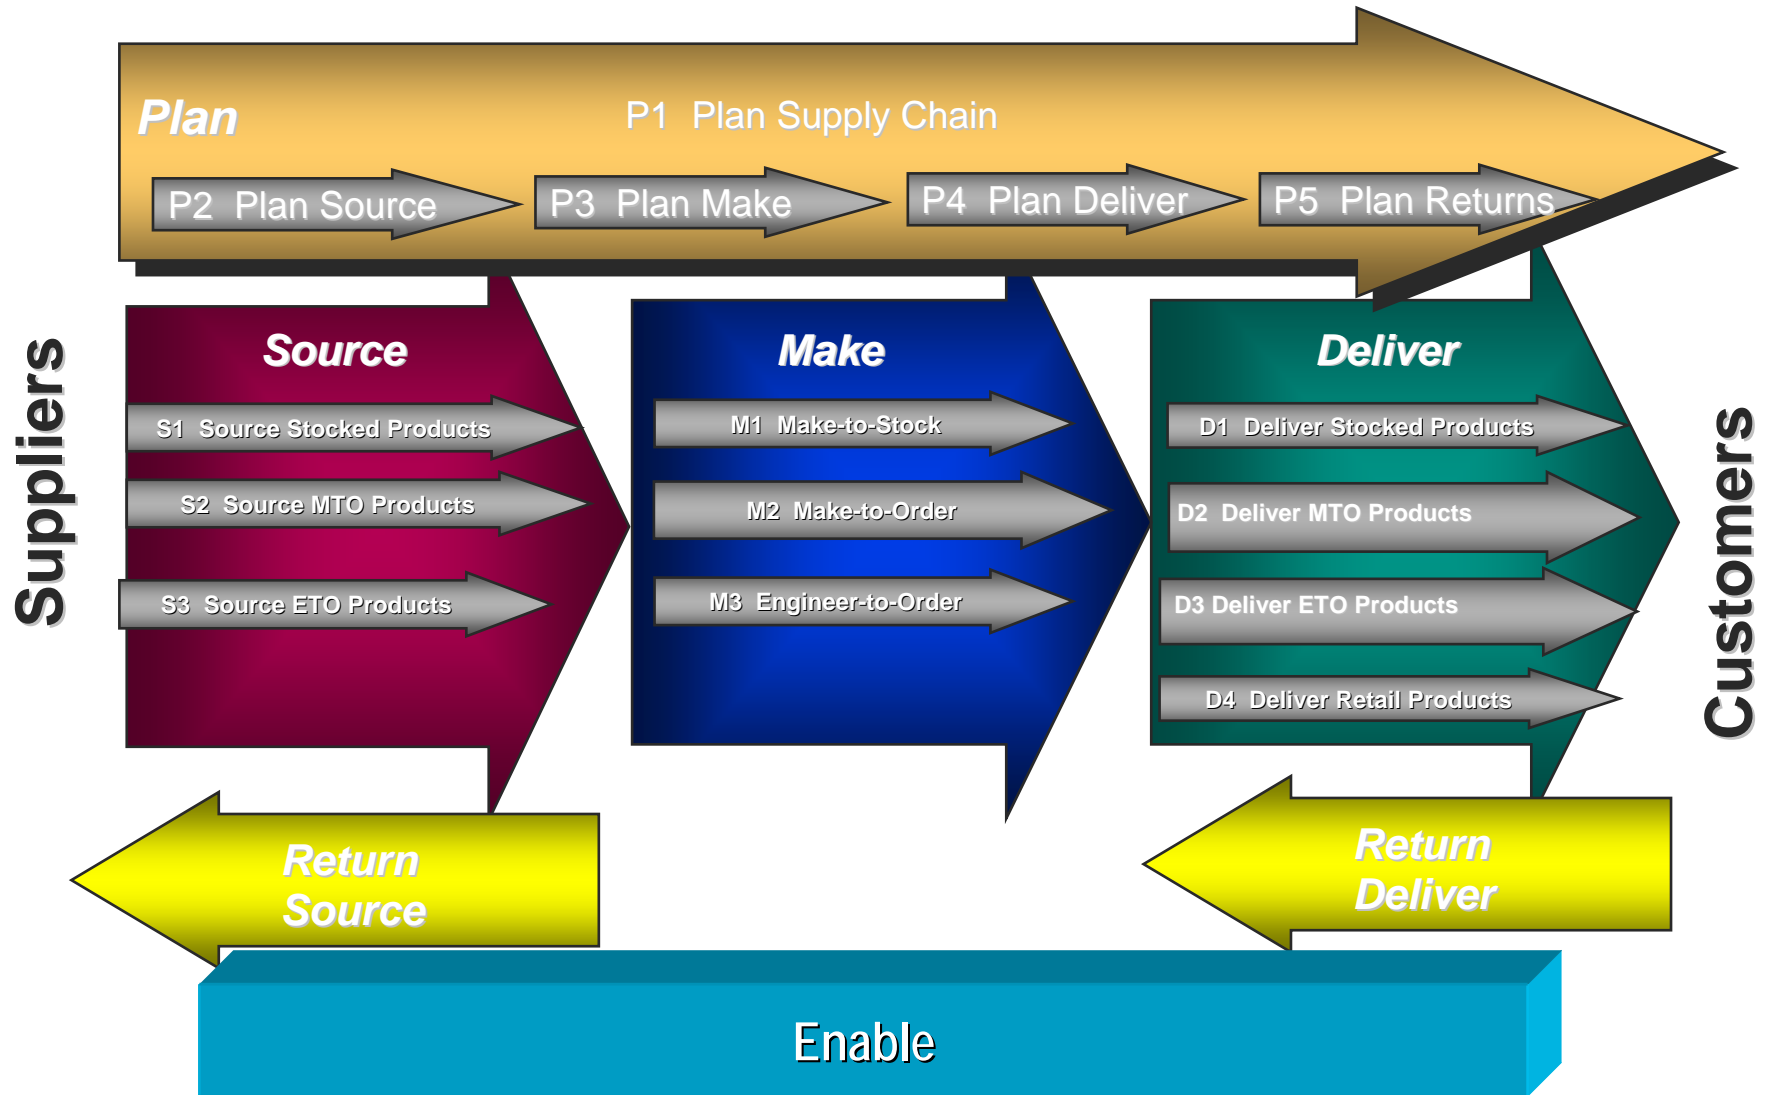 Plan
P1 Plan Supply Chain
P2 Plan Source
P3 Plan Make
P4 Plan Deliver
P5 Plan Returns
Suppliers
Source
S1 Source Stocked Products
S2 Source MTO Products
S3 Source ETO Products
Make
M1 Make-to-Stock
M2 Make-to-Order
M3 Engineer-to-Order
Deliver
D1 Deliver Stocked Products
D2 Deliver MTO Products
D3 Deliver ETO Products
D4 Deliver Retail Products
Customers
Return
Source
Return
Deliver
Enable